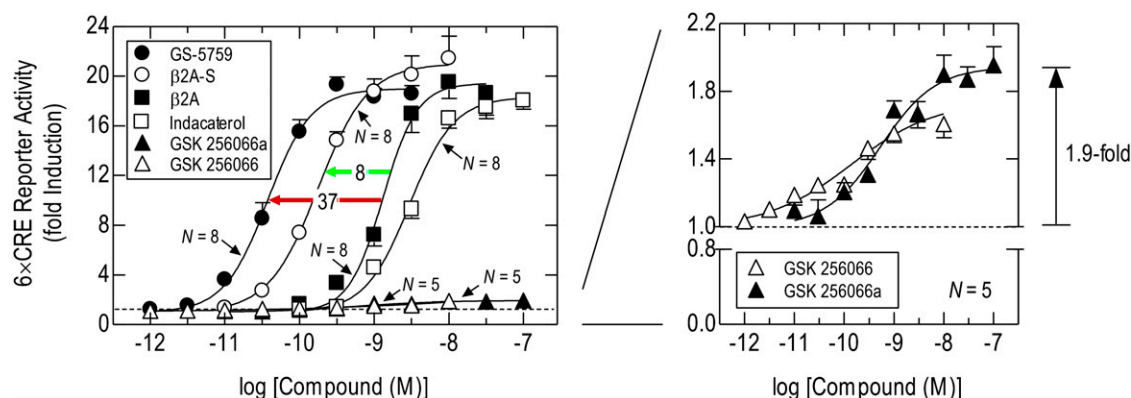 6×CRE Reporter Activity
(fold Induction)
24
20
16
12
8
4
0
GS-5759
β2A-S
β2A
Indacaterol
GSK 256066a
GSK 256066
N = 8
N = 8
8
37
N = 8
N = 8
N = 5
N = 5
-12
-11
-10
-9
-8
-7
log [Compound (M)]
2.2
1.8
1.4
1.0
0.8
0.4
0.0
1.9-fold
GSK 256066
GSK 256066a
N = 5
-12
-11
-10
-9
-8
-7
log [Compound (M)]